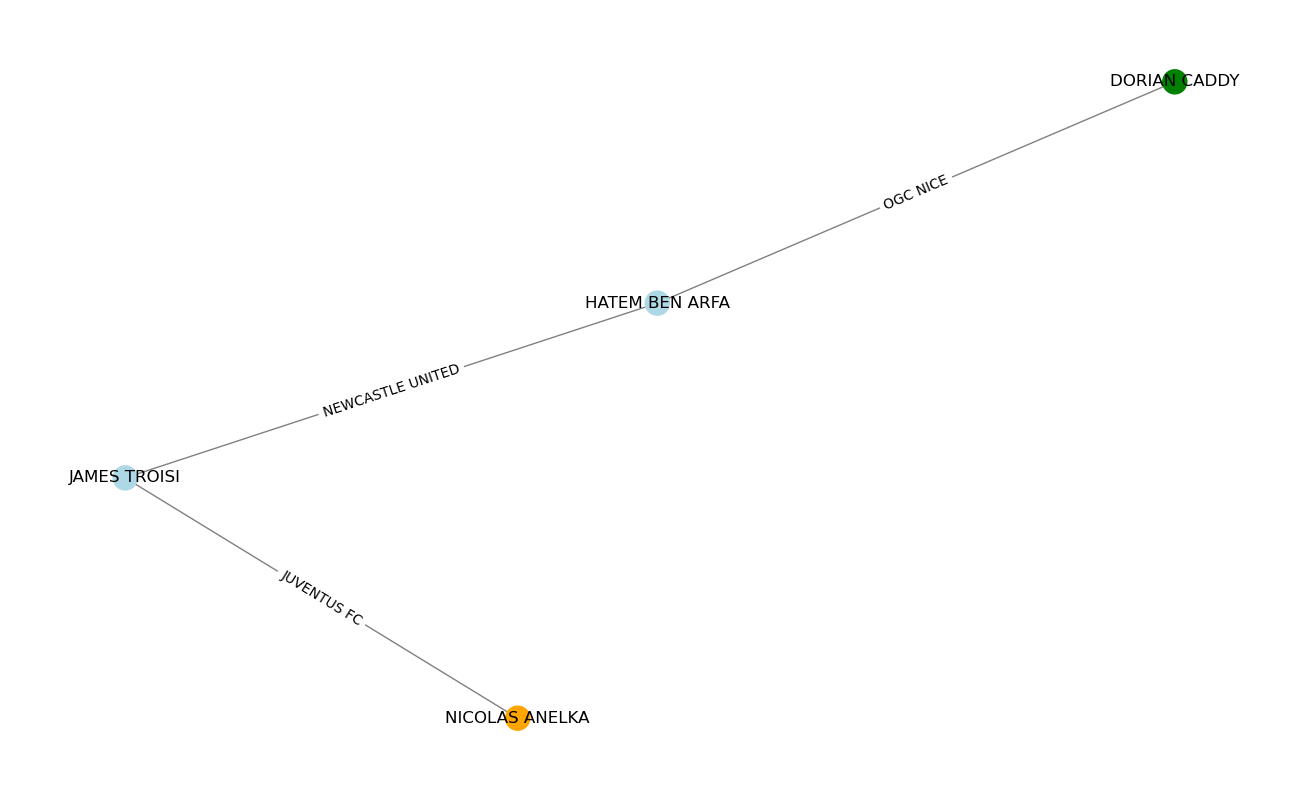 DORIAN CADDY
OGC NICE
HATEM BEN ARFA
NEWCASTLE UNITED
JAMES TROISI
JUVENTUS FC
NICOLAS ANELKA